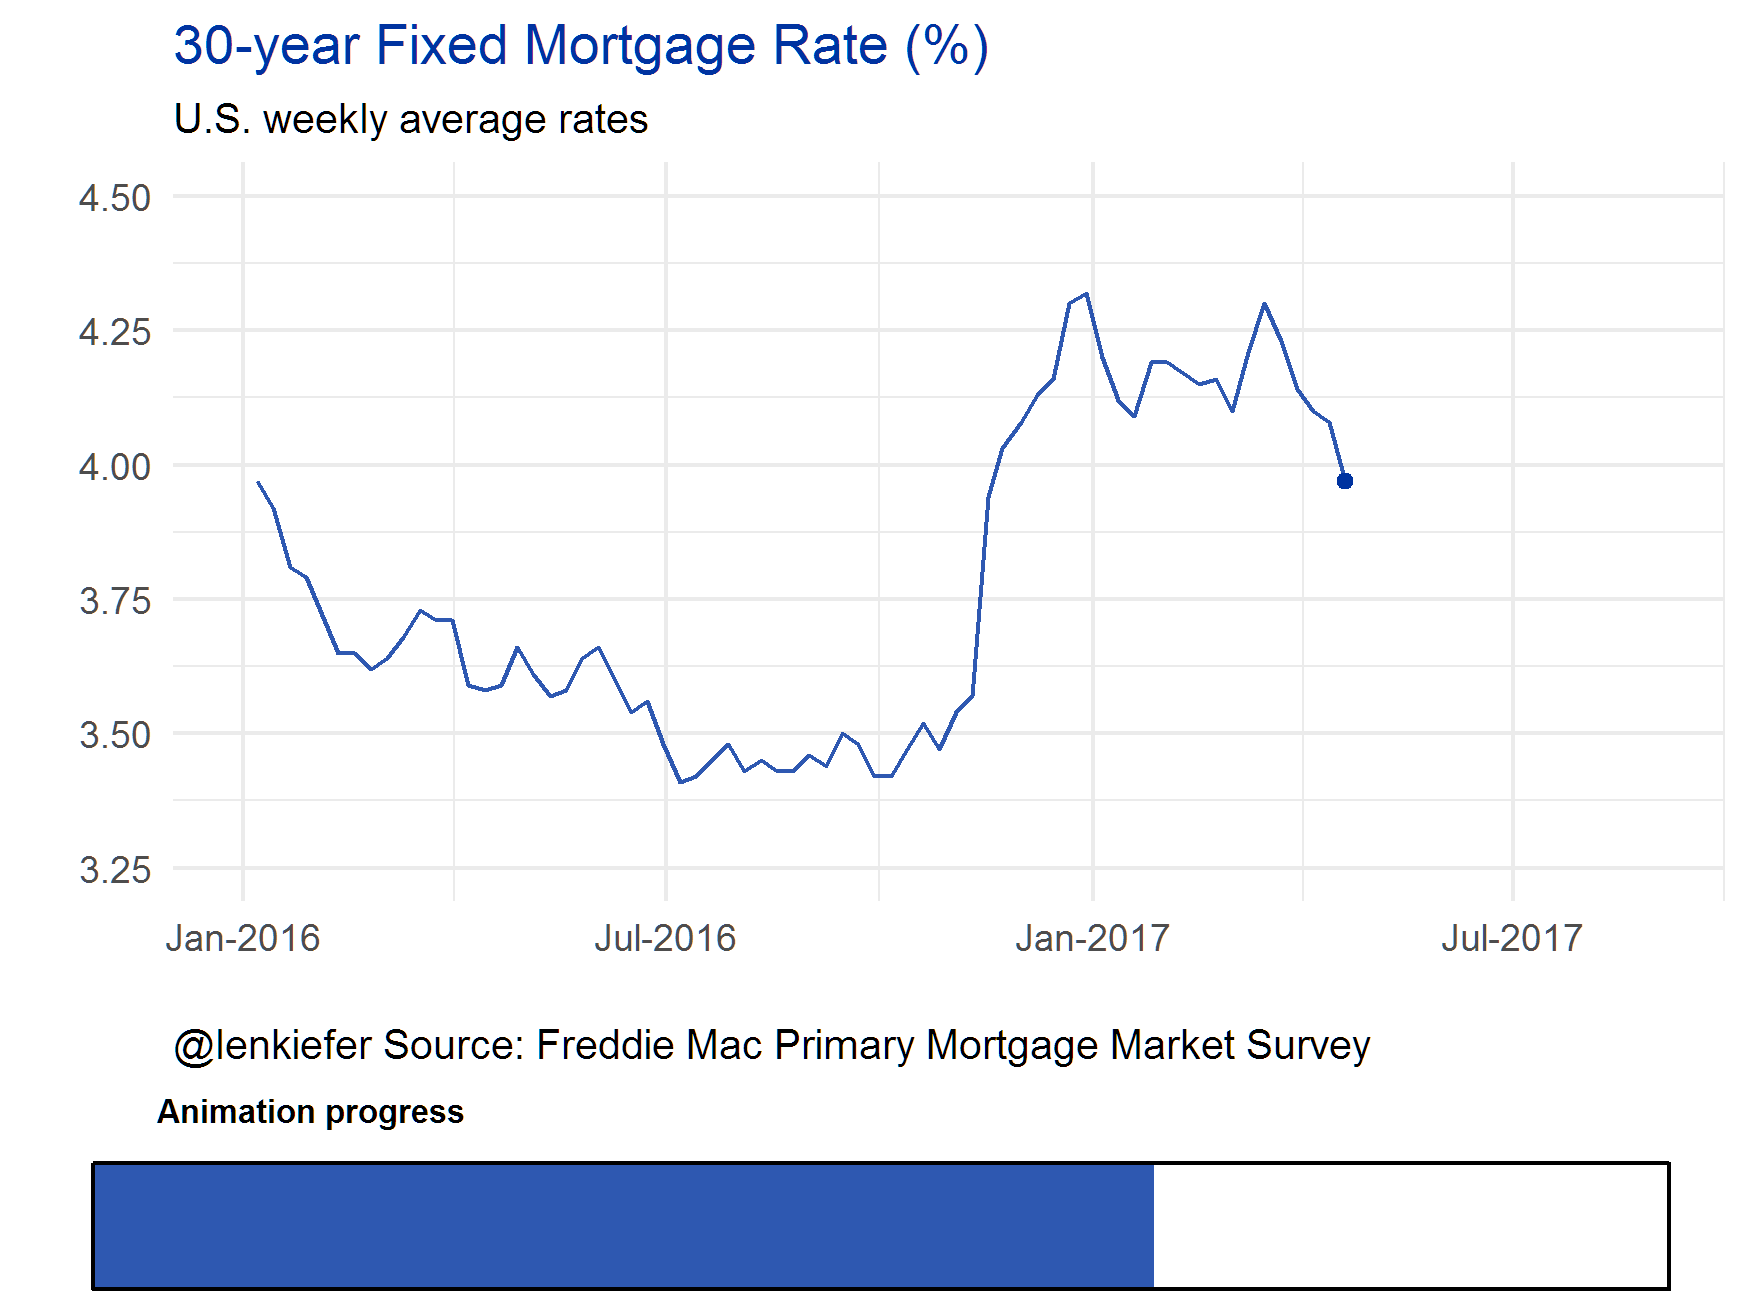 30-year Fixed Mortgage Rate (%)
U.S. weekly average rates
4.50
4.25
4.00
3.75
3.50
3.25
Jan-2016 Jul-2016 Jan-2017 Jul-2017
@lenkiefer Source: Freddie Mac Primary Mortgage Market Survey
Animation progress